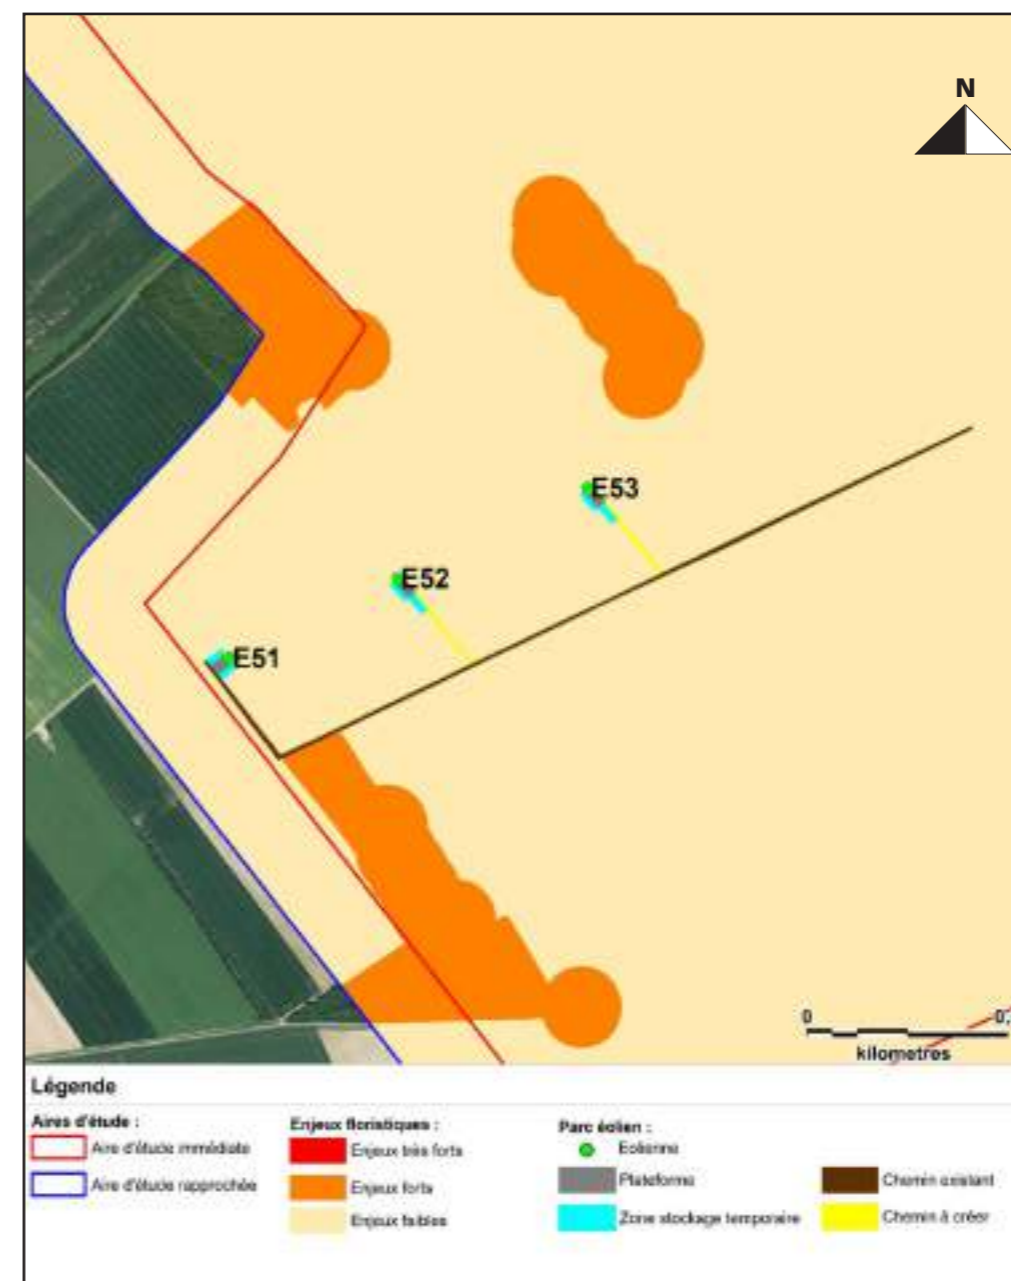 N
E53
E52
E51
0 0,
kilometres
Légende
Aires d'étude :
Aire d'étude immédiate
Aire d'étude rapprochée
Enjeux floristiques :
Enjeux très forts
Enjeux forts
Enjeux faibles
Parc éolien :
Eolienne
Plateforme
Zone stockage temporaire
Chemin existant
Chemin à créer